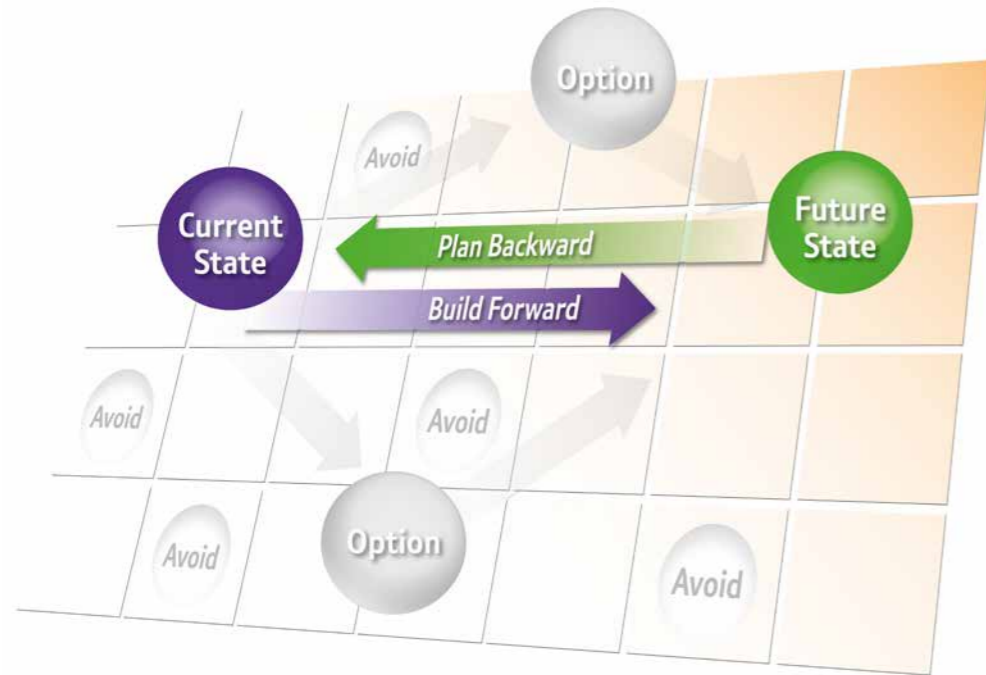 Option
Avoid
Current
State
Future
State
Plan Backward
Build Forward
Avoid
Avoid
Avoid
Option
Avoid